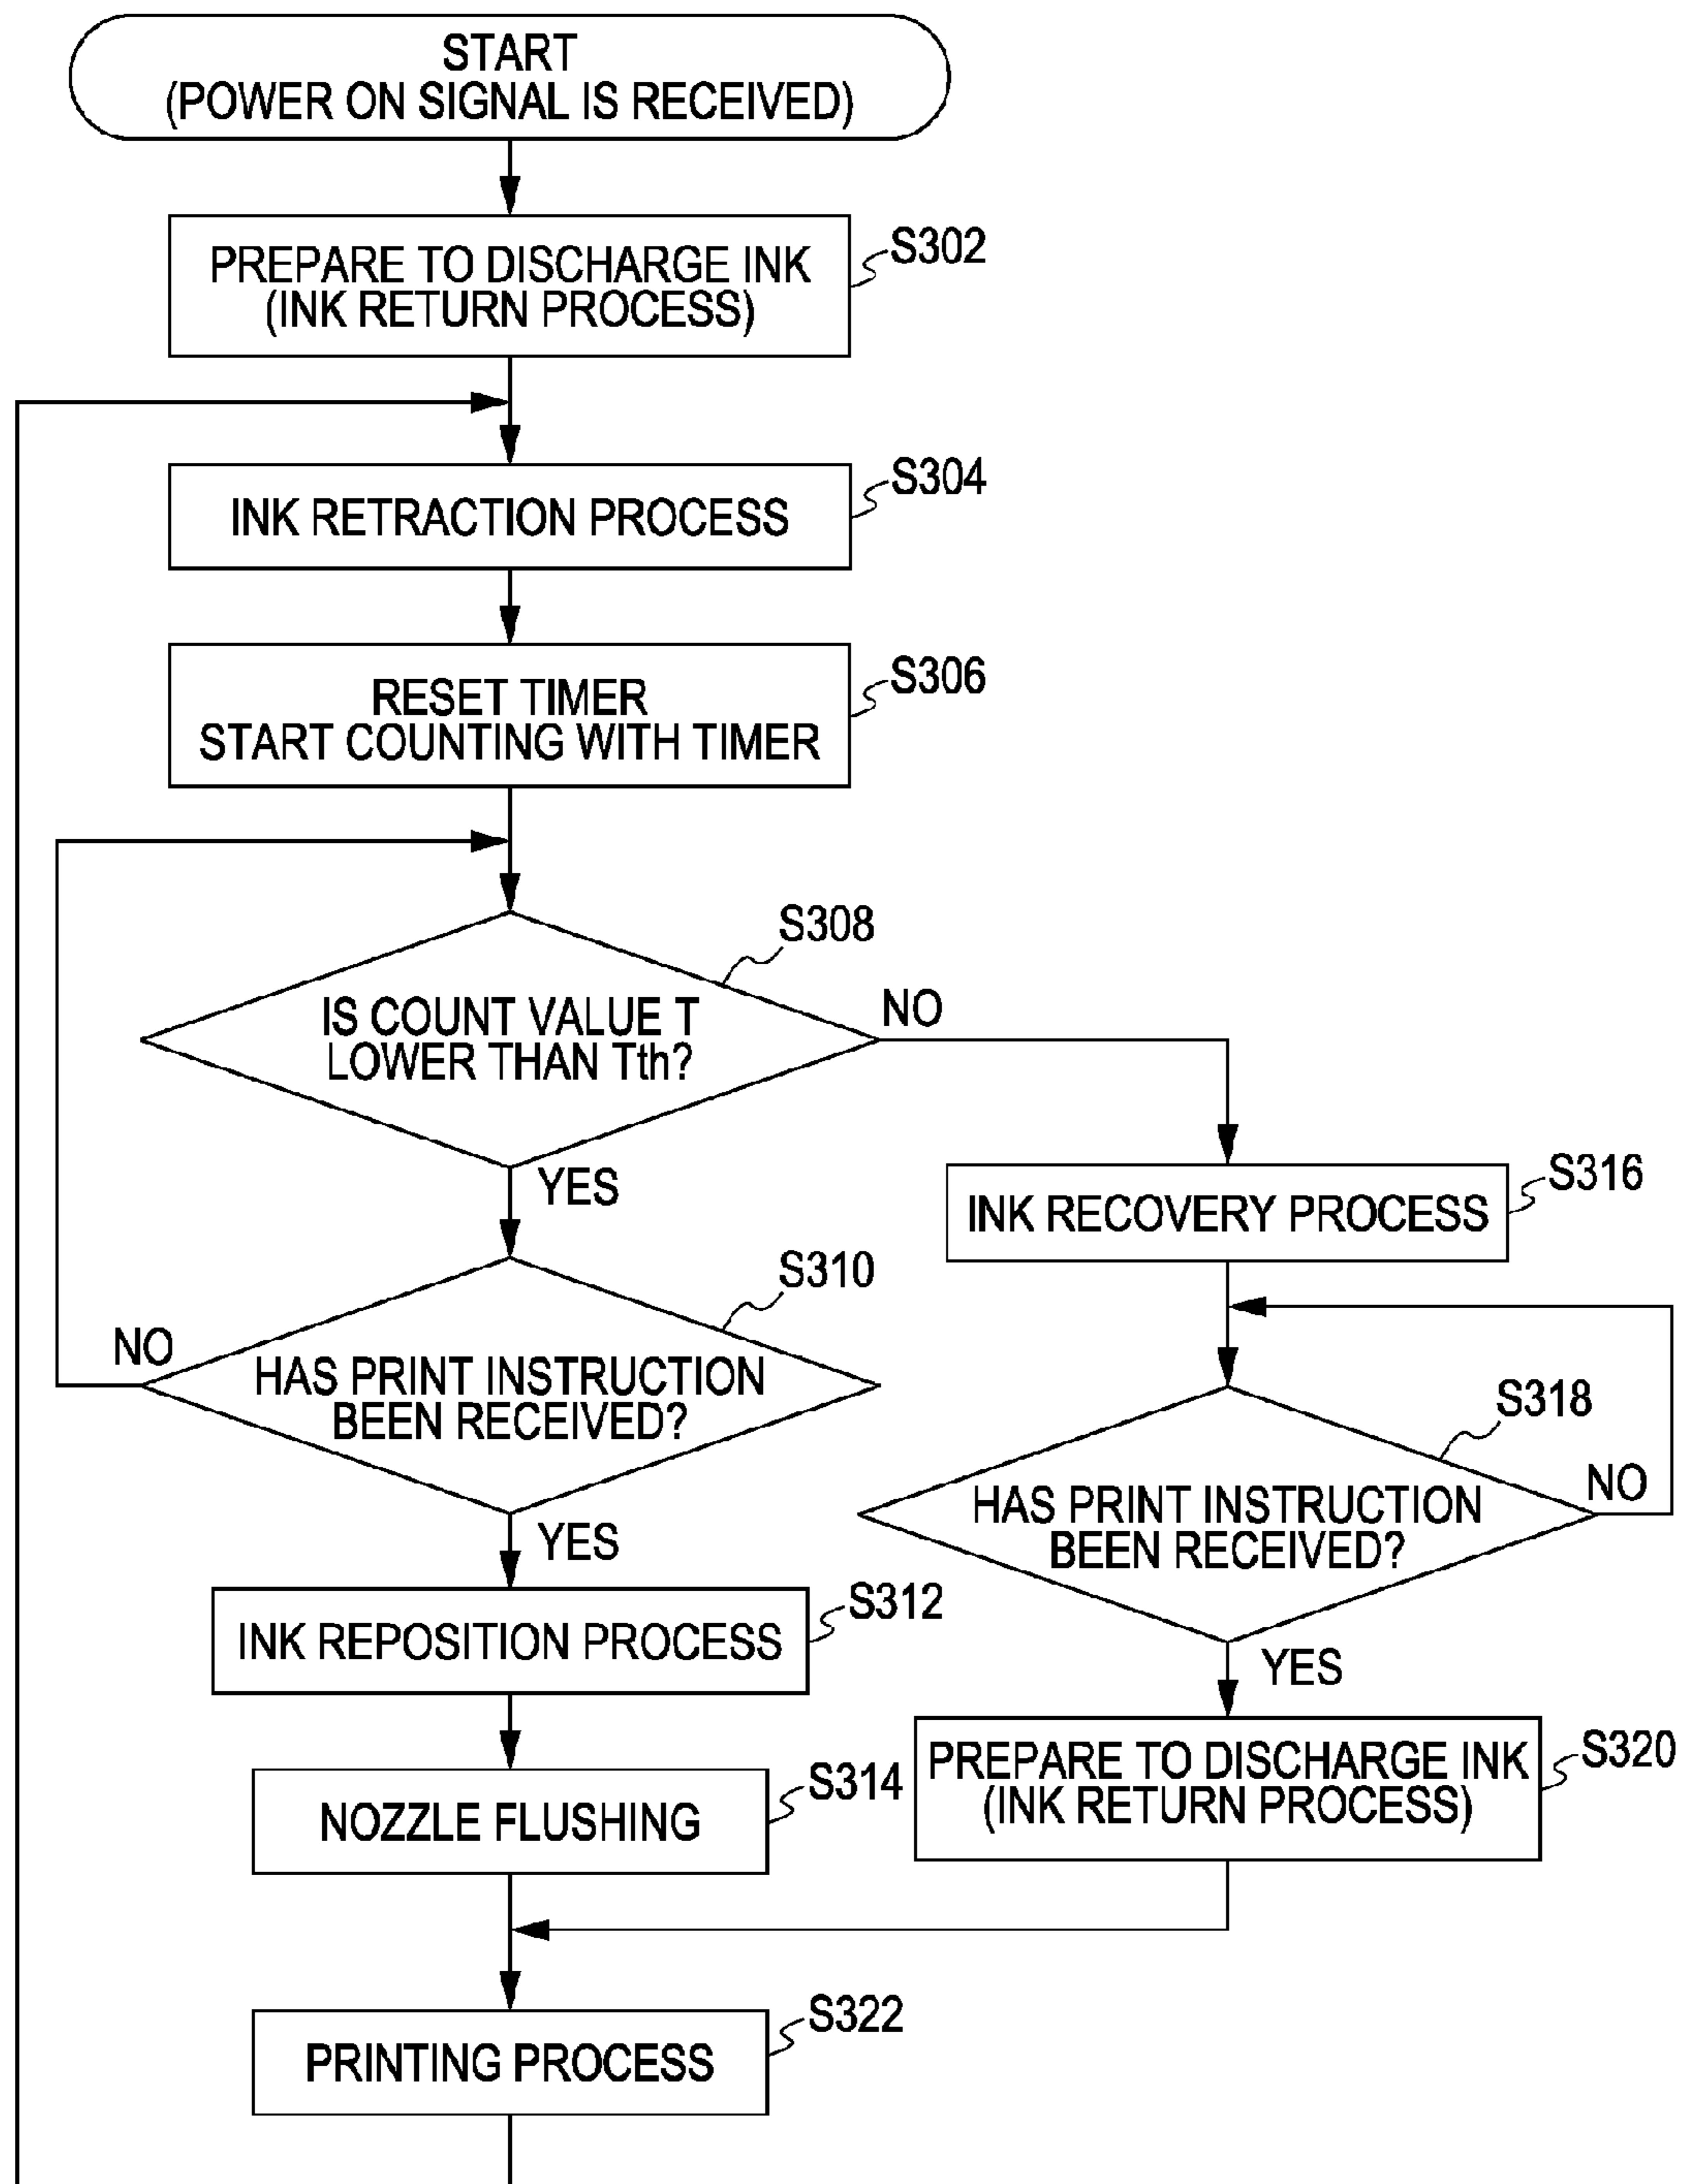 START
(POWER ON SIGNAL IS RECEIVED)
PREPARE TO DISCHARGE INK
(INK RETURN PROCESS)
S302
INK RETRACTION PROCESS
S304
RESET TIMER
START COUNTING WITH TIMER
S306
IS COUNT VALUE T
LOWER THAN Tth?
S308
NO
YES
INK RECOVERY PROCESS
S316
HAS PRINT INSTRUCTION
BEEN RECEIVED?
S310
NO
YES
HAS PRINT INSTRUCTION
BEEN RECEIVED?
S318
NO
YES
INK REPOSITION PROCESS
S312
NOZZLE FLUSHING
S314
PREPARE TO DISCHARGE INK
(INK RETURN PROCESS)
S320
PRINTING PROCESS
S322